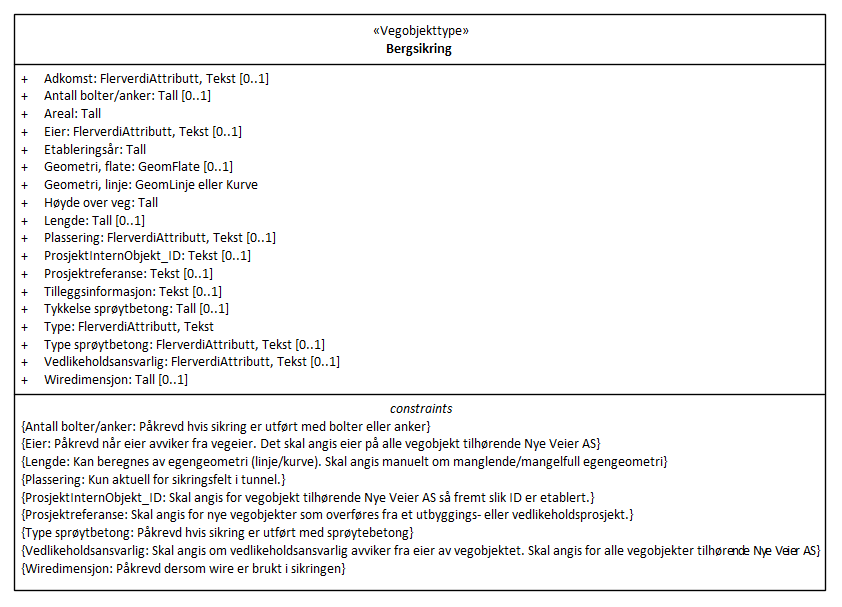 «Vegobjekttype»
Bergsikring
+ Adkomst: FlerverdiAttributt, Tekst [0..1]
+ Antall bolter/anker: Tall [0..1]
+ Areal: Tall
+ Eier: FlerverdiAttributt, Tekst [0..1]
+ Etableringsår: Tall
+ Geometri, flate: GeomFlate [0..1]
+ Geometri, linje: GeomLinje eller Kurve
+ Høyde over veg: Tall
+ Lengde: Tall [0..1]
+ Plassering: FlerverdiAttributt, Tekst [0..1]
+ ProsjektInternObjekt_ID: Tekst [0..1]
+ Prosjektreferanse: Tekst [0..1]
+ Tilleggsinformasjon: Tekst [0..1]
+ Tykkelse sprøytbetong: Tall [0..1]
+ Type: FlerverdiAttributt, Tekst
+ Type sprøytbetong: FlerverdiAttributt, Tekst [0..1]
+ Vedlikeholdsansvarlig: FlerverdiAttributt, Tekst [0..1]
+ Wiredimensjon: Tall [0..1]
constraints
{Antall bolter/anker: Påkrevd hvis sikring er utført med bolter eller anker}
{Eier: Påkrevd når eier avviker fra vegeier. Det skal angis eier på alle vegobjekt tilhørende Nye Veier AS}
{Lengde: Kan beregnes av egengeometri (linje/kurve). Skal angis manuelt om manglende/mangelfull egengeometri}
{Plassering: Kun aktuell for sikringsfelt i tunnel.}
{ProsjektInternObjekt_ID: Skal angis for vegobjekt tilhørende Nye Veier AS så fremt slik ID er etablert.}
{Prosjektreferanse: Skal angis for nye vegobjekter som overføres fra et utbyggings- eller vedlikeholdsprosjekt.}
{Type sprøytbetong: Påkrevd hvis sikring er utført med sprøytebetong}
{Vedlikeholdsansvarlig: Skal angis om vedlikeholdsansvarlig avviker fra eier av vegobjektet. Skal angis for alle vegobjekter tilhørende Nye Veier AS}
{Wiredimensjon: Påkrevd dersom wire er brukt i sikringen}